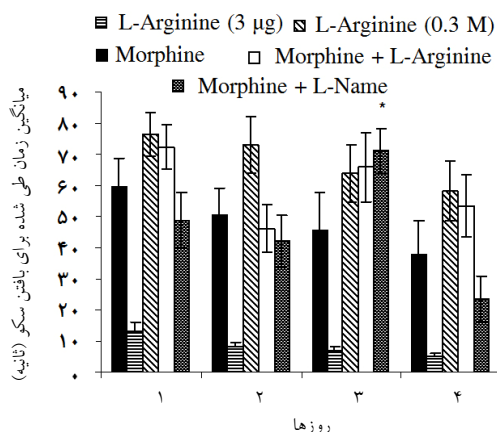 L-Arginine (3 µg) L-Arginine (0.3 M)
Morphine Morphine + L-Arginine
Morphine + L-Name
*
میانگین زمان طی شده برای یافتن سکو (ثانیه)
۹۰
۸۰
۷۰
۶۰
۵۰
۴۰
۳۰
۲۰
۱۰
۰
۱ ۲ ۳ ۴
روزها